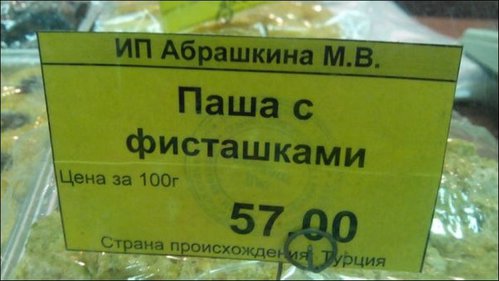 ИП Абрашкина М.В.
Паша с
фисташками
Цена за 100г
57.00
Страна происхождения Турция